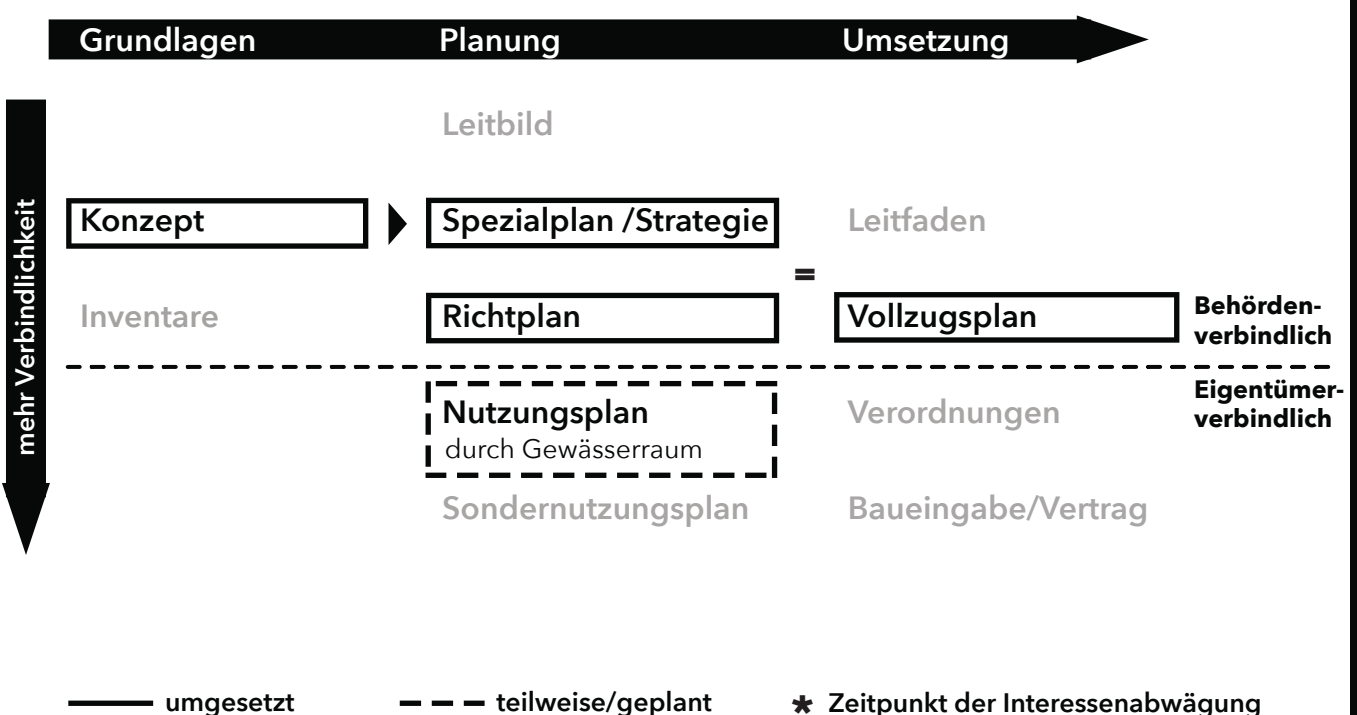 Grundlagen Planung Umsetzung
mehr Verbindlichkeit
Leitbild
Konzept Spezialplan /Strategie Leitfaden
=
Inventare Richtplan Vollzugsplan Behörden-
verbindlich
Nutzungsplan Verordnungen Eigentümer-
verbindlich
durch Gewässerraum
Sondernutzungsplan Baueingabe/Vertrag
umgesetzt teilweise/geplant * Zeitpunkt der Interessenabwägung